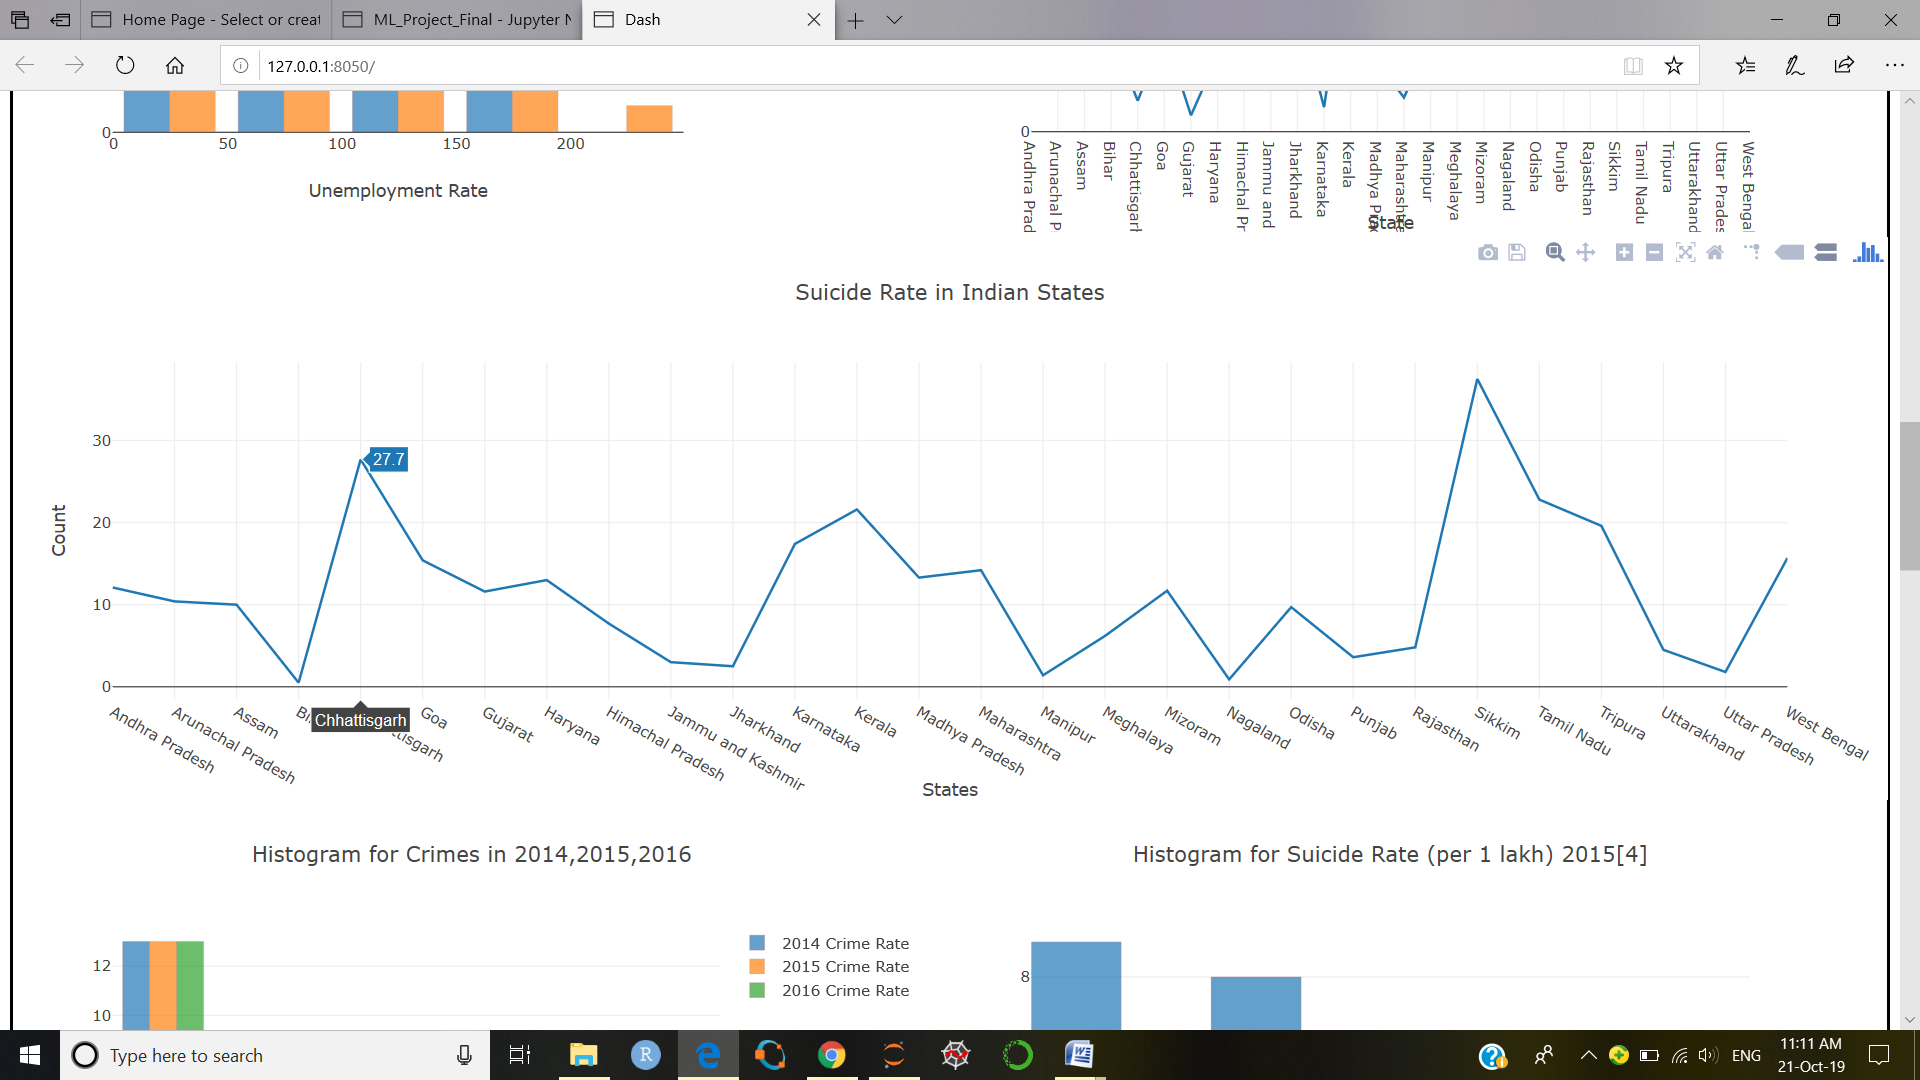 Home Page - Select or creat
ML_Project_Final - Jupyter N
Dash
127.0.0.1:8050/
0
0 50 100 150 200
Unemployment Rate
0
Andhra Prad
Arunachal P
Assam
Bihar
Chhattisgarh
Goa
Gujarat
Haryana
Himachal Pr
Jammu and
Jharkhand
Karnataka
Kerala
Madhya Pra
Maharashtra
Manipur
Meghalaya
Mizoram
Nagaland
Odisha
Punjab
Rajasthan
Sikkim
Tamil Nadu
Tripura
Uttarakhand
Uttar Prades
West Bengal
State
Suicide Rate in Indian States
30
27.7
20
10
0
Count
Andhra Pradesh
Arunachal Pradesh
Assam
Bi
Chhattisgarh
tisgarh
Goa
Gujarat
Haryana
Himachal Pradesh
Jammu and Kashmir
Jharkhand
Karnataka
Kerala
Madhya Pradesh
Maharashtra
Manipur
Meghalaya
Mizoram
Nagaland
Odisha
Punjab
Rajasthan
Sikkim
Tamil Nadu
Tripura
Uttarakhand
Uttar Pradesh
West Bengal
States
Histogram for Crimes in 2014,2015,2016
12
10
2014 Crime Rate
2015 Crime Rate
2016 Crime Rate
Histogram for Suicide Rate (per 1 lakh) 2015[4]
8
Type here to search
R
W
ENG
11:11 AM
21-Oct-19